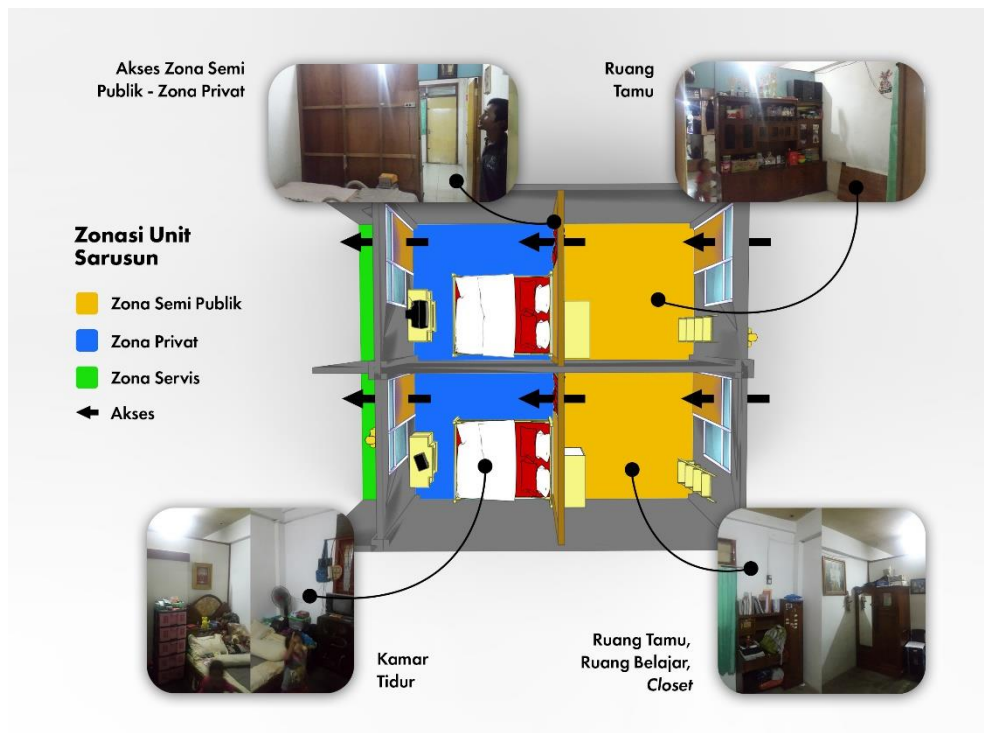 Akses Zona Semi
Publik - Zona Privat
Ruang
Tamu
Zonasi Unit
Sarusun
Zona Semi Publik
Zona Privat
Zona Servis
Akses
Kamar
Tidur
Ruang Tamu,
Ruang Belajar,
Closet